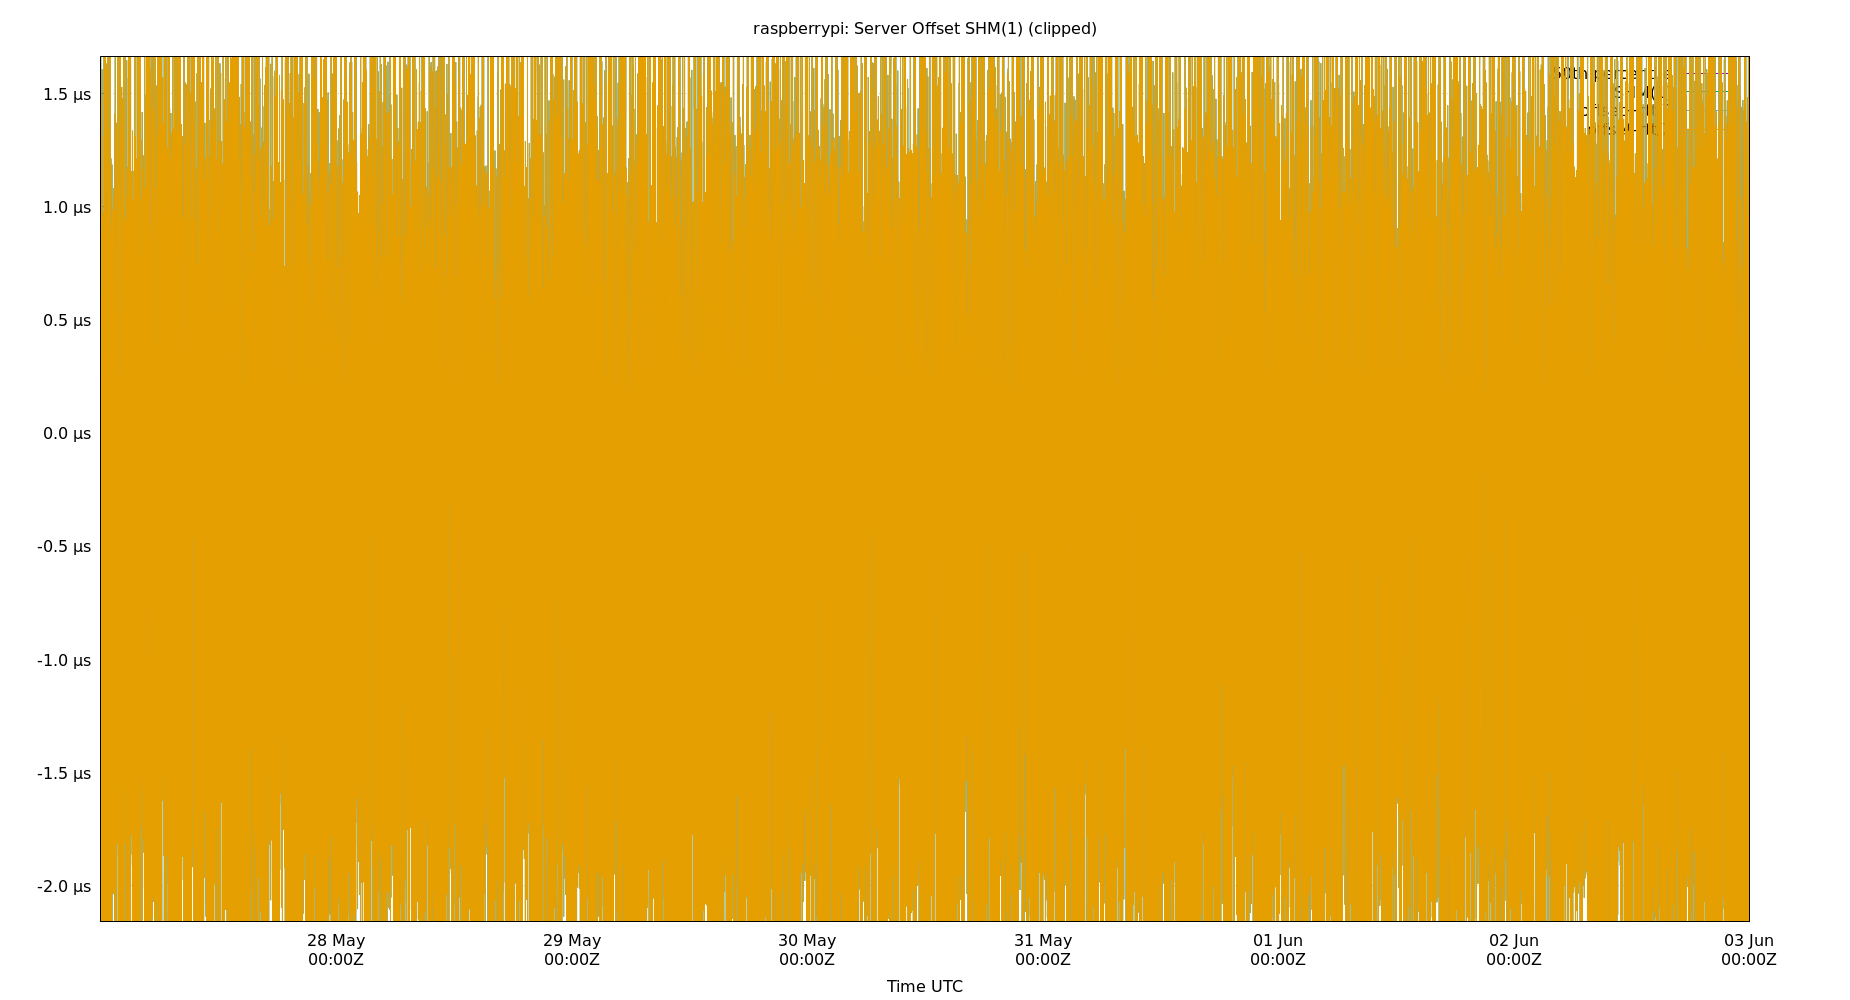 raspberrypi: Server Offset SHM(1) (clipped)
1.5 µs
1.0 µs
0.5 µs
0.0 µs
-0.5 µs
-1.0 µs
-1.5 µs
-2.0 µs
28 May 29 May 30 May 31 May 01 Jun 02 Jun 03 Jun
00:00Z 00:00Z 00:00Z 00:00Z 00:00Z 00:00Z 00:00Z
Time UTC